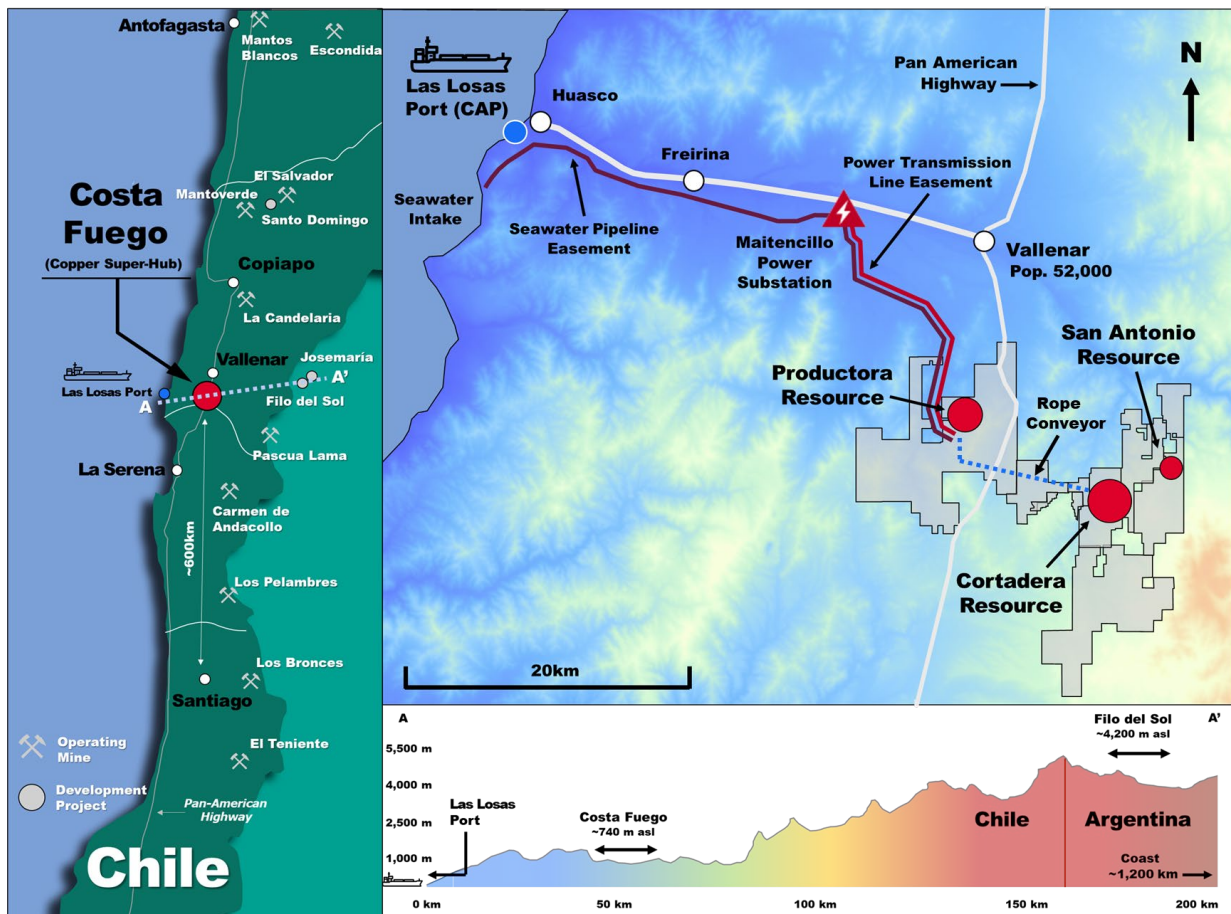 Antofagasta
Mantos
Blancos
Escondida
El Salvador
Mantoverde
Santo Domingo
Costa
Fuego
(Copper Super-Hub)
Copiapo
La Candelaria
Vallenar
Josemaría
Las Losas Port
A
A'
Filo del Sol
Pascua Lama
La Serena
Carmen de
Andacollo
~600km
Los Pelambres
Los Bronces
Santiago
El Teniente
Operating
Mine
Development
Project
Pan-American
Highway
Chile
Las Losas
Port (CAP)
Huasco
Pan American
Highway
N
Freirina
Power Transmission
Line Easement
Seawater
Intake
Seawater Pipeline
Easement
Maitencillo
Power
Substation
Vallenar
Pop. 52,000
San Antonio
Resource
Productora
Resource
Rope
Conveyor
Cortadera
Resource
20km
A
A'
Filo del Sol
~4,200 m asl
5,500 m
4,000 m
2,500 m
1,000 m
Las Losas
Port
Costa Fuego
~740 m asl
Chile
Argentina
Coast
~1,200 km
0 km
50 km
100 km
150 km
200 km